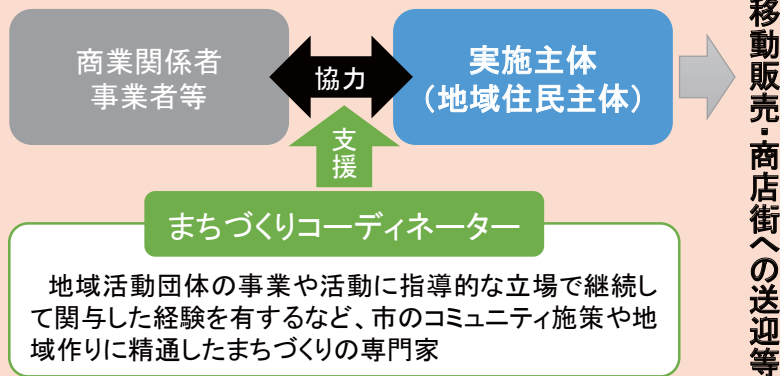 商業関係者
事業者等
協力
実施主体
（地域住民主体）
移動販売・商店街への送迎等
支援
まちづくりコーディネーター
地域活動団体の事業や活動に指導的な立場で継続し
て関与した経験を有するなど、市のコミュニティ施策や地
域作りに精通したまちづくりの専門家